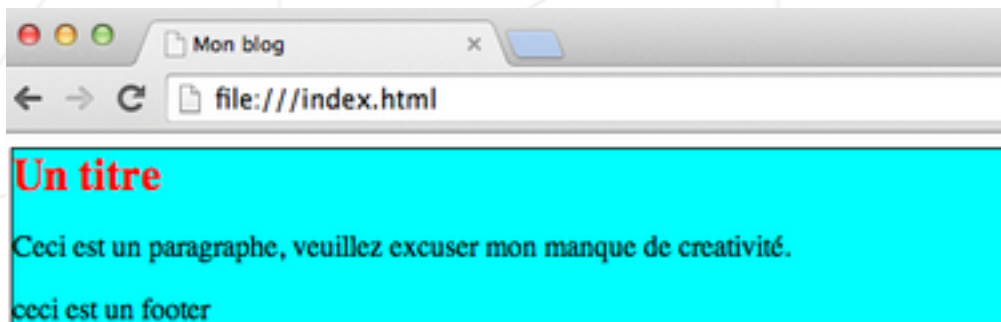 Mon blog
file:///index.html
Un titre
Ceci est un paragraphe, veuillez excuser mon manque de creativité.
ceci est un footer